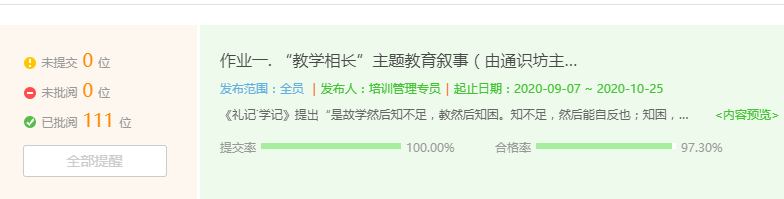 未提交 0 位
未批阅 0 位
已批阅 111 位
全部提醒
作业一. “教学相长”主题教育叙事（由通识坊主...
发布范围：全员 | 发布人：培训管理专员 | 起止日期：2020-09-07 ~ 2020-10-25
《礼记·学记》提出“是故学然后知不足，教然后知困。知不足，然后能自反也；知困，... <内容预览>
提交率 100.00% 合格率 97.30%